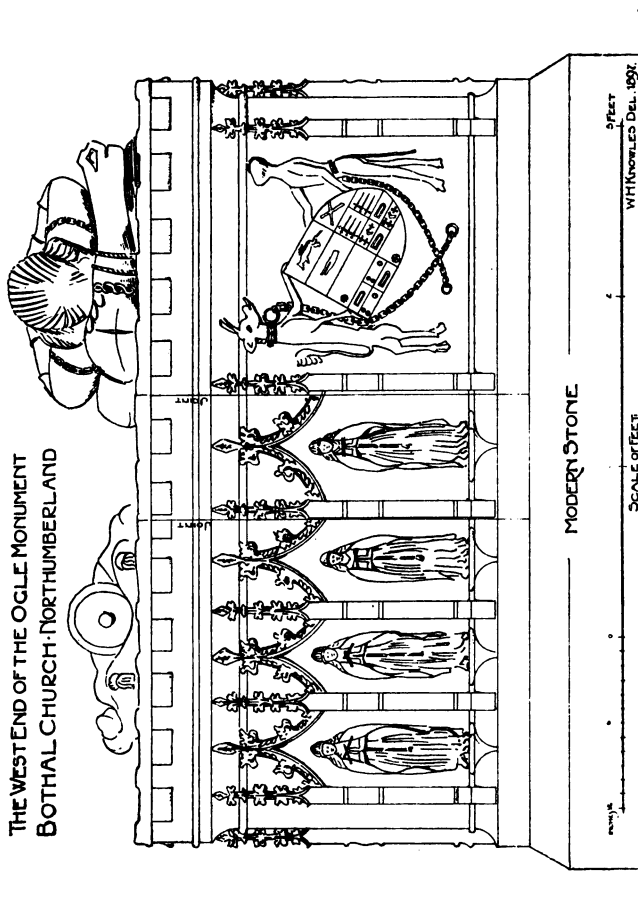 THE WEST END OF THE OGLE MONUMENT
BOTHAL CHURCH · NORTHUMBERLAND
Joint
Joint
MODERN STONE
SCALE OF FEET
0
5 FEET
W H KNOWLES DEL. 1897.